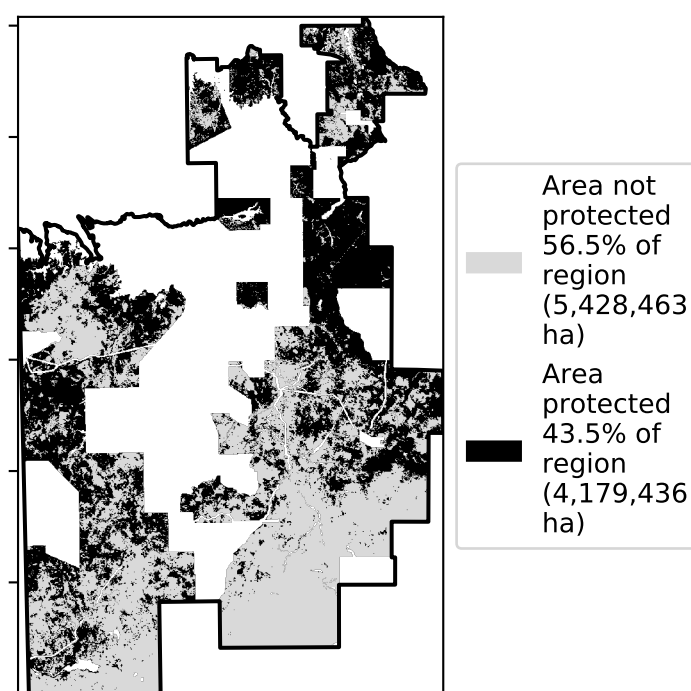 Area not
protected
56.5% of
region
(5,428,463
ha)
Area
protected
43.5% of
region
(4,179,436
ha)